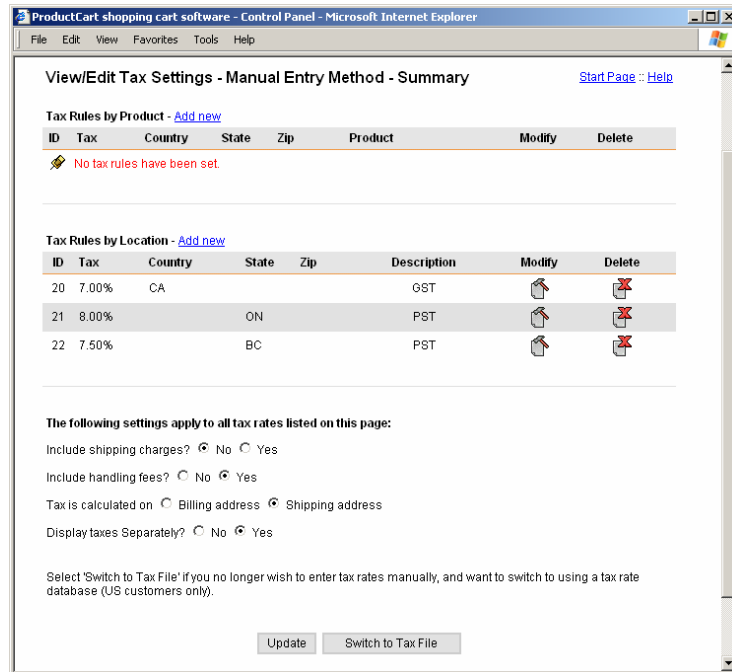 ProductCart shopping cart software - Control Panel - Microsoft Internet Explorer
File Edit View Favorites Tools Help
View/Edit Tax Settings - Manual Entry Method - Summary Start Page :: Help
Tax Rules by Product - Add new
ID Tax Country State Zip Product Modify Delete
No tax rules have been set.
Tax Rules by Location - Add new
ID Tax Country State Zip Description Modify Delete
20 7.00% CA GST
21 8.00% ON PST
22 7.50% BC PST
The following settings apply to all tax rates listed on this page:
Include shipping charges? No Yes
Include handling fees? No Yes
Tax is calculated on Billing address Shipping address
Display taxes Separately? No Yes
Select 'Switch to Tax File' if you no longer wish to enter tax rates manually, and want to switch to using a tax rate
database (US customers only).
Update Switch to Tax File